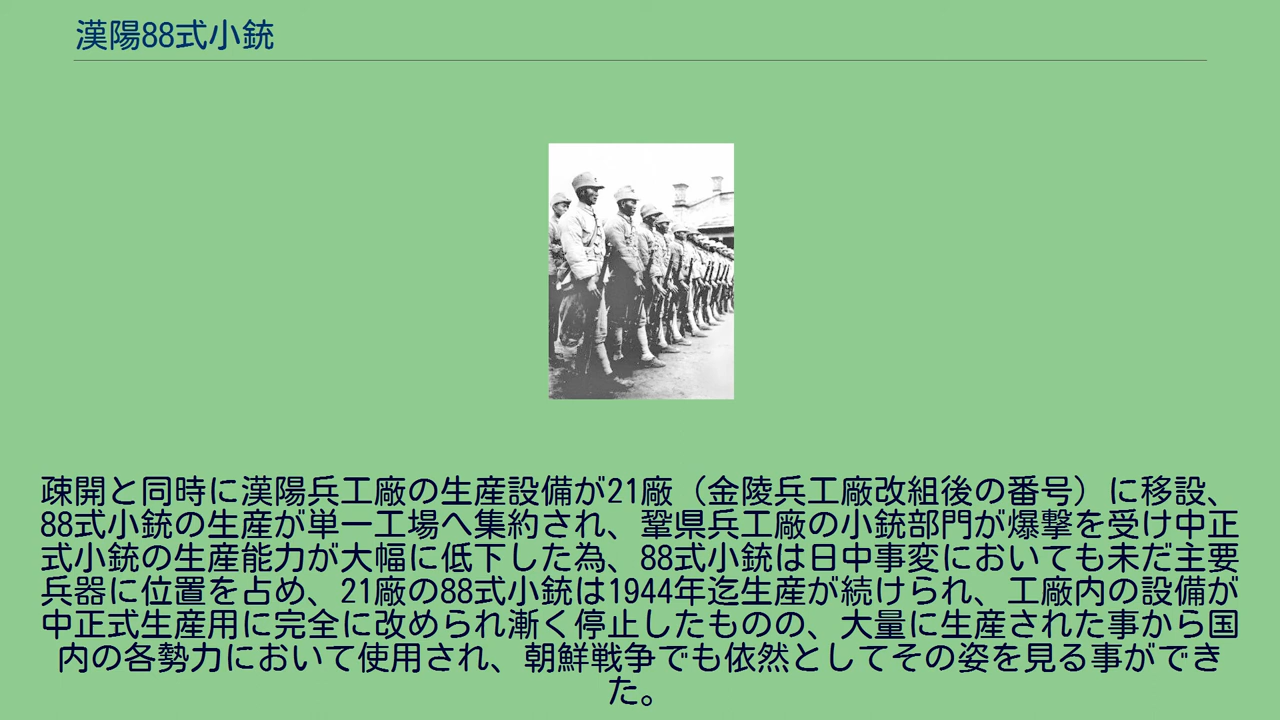 漢陽88式小銃
疎開と同時に漢陽兵工廠の生産設備が21廠（金陵兵工廠改組後の番号）に移設、
88式小銃の生産が単一工場へ集約され、鞏県兵工廠の小銃部門が爆撃を受け中正
式小銃の生産能力が大幅に低下した為、88式小銃は日中事変においても未だ主要
兵器に位置を占め、21廠の88式小銃は1944年迄生産が続けられ、工廠内の設備が
中正式生産用に完全に改められ漸く停止したものの、大量に生産された事から国
内の各勢力において使用され、朝鮮戦争でも依然としてその姿を見る事ができ
た。